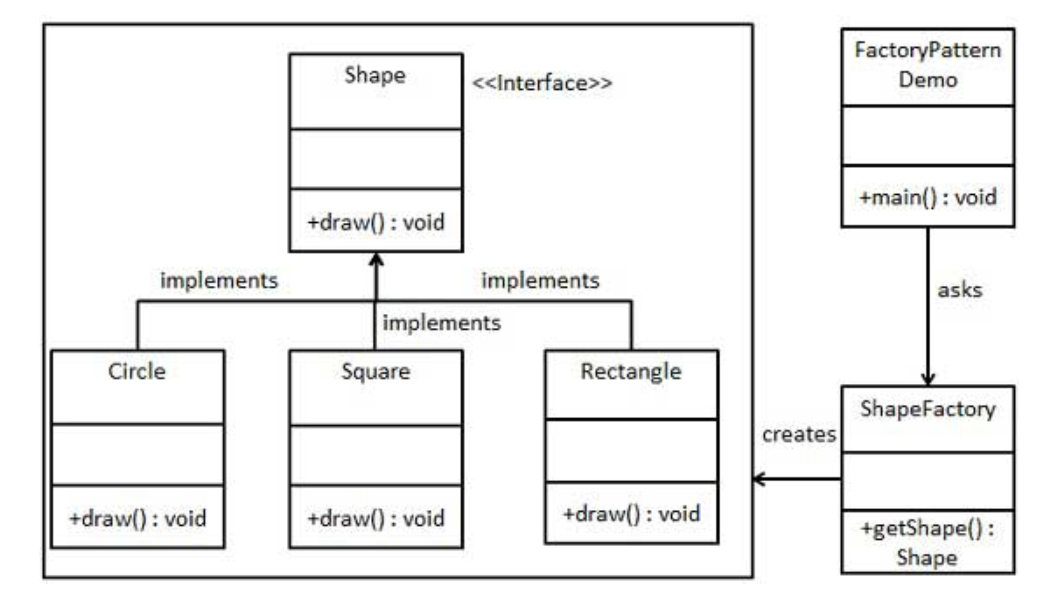 Shape
<<Interface>>
+draw() : void
implements
implements
implements
Circle
+draw() : void
Square
+draw() : void
Rectangle
+draw() : void
FactoryPattern
Demo
+main() : void
asks
ShapeFactory
+getShape() :
Shape
creates